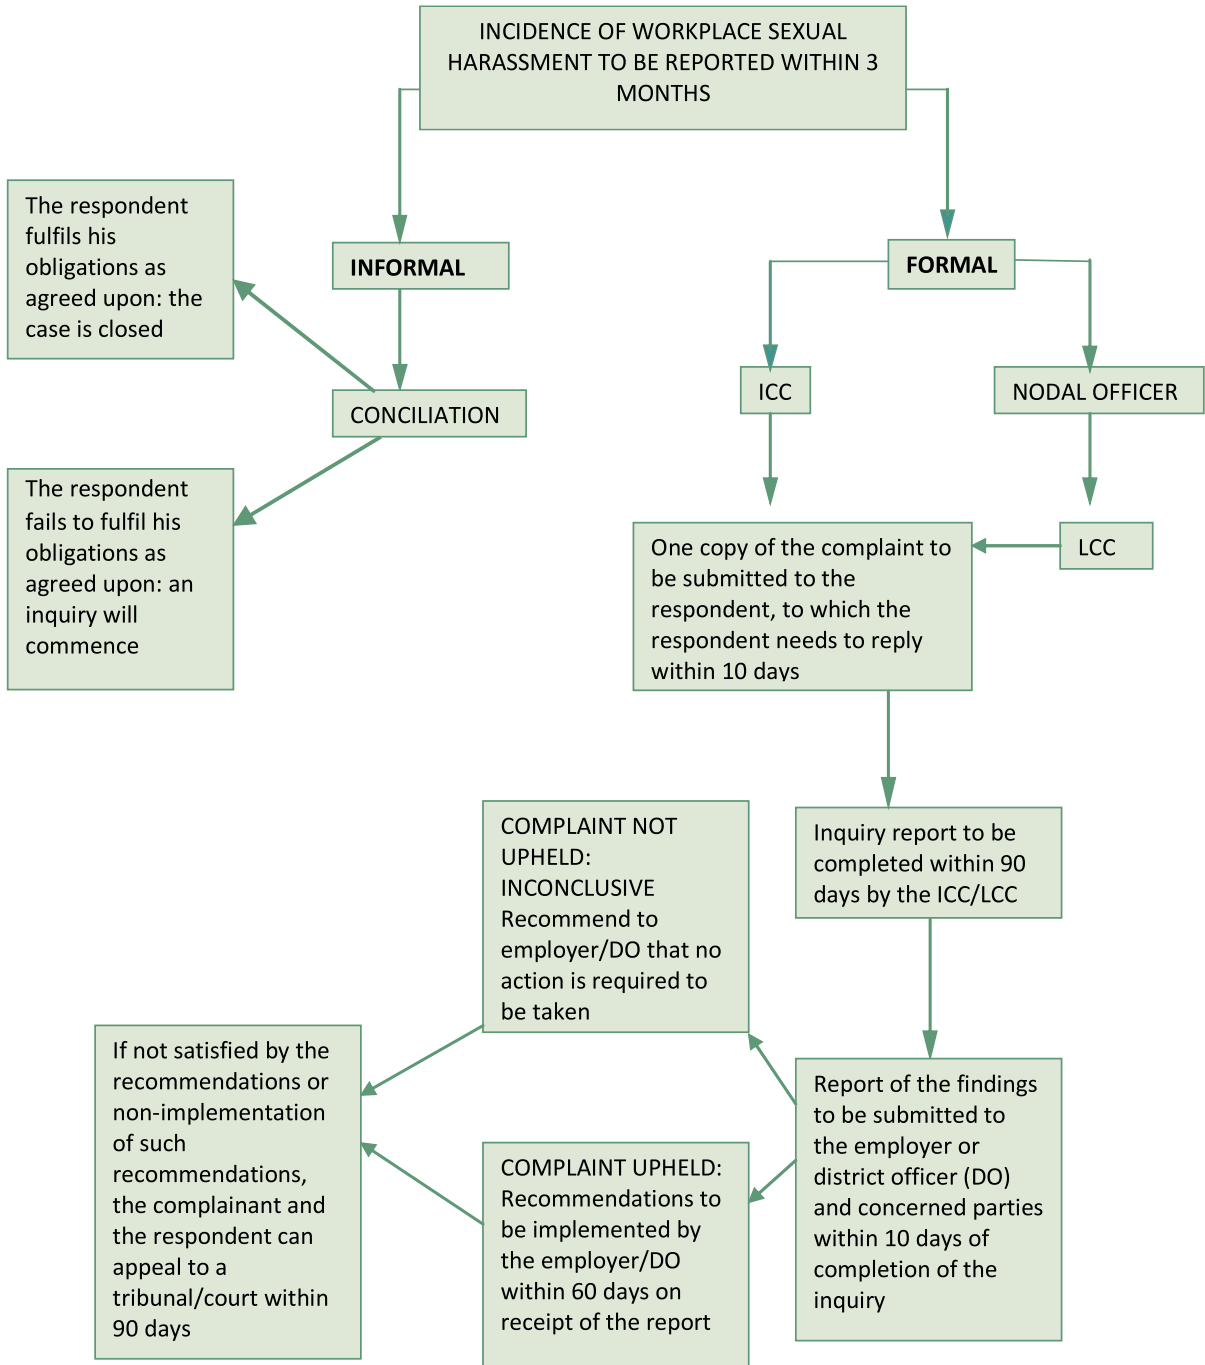 INCIDENCE OF WORKPLACE SEXUAL
HARASSMENT TO BE REPORTED WITHIN 3
MONTHS
The respondent
fulfils his
obligations as
agreed upon: the
case is closed
INFORMAL
FORMAL
CONCILIATION
ICC
NODAL OFFICER
The respondent
fails to fulfil his
obligations as
agreed upon: an
inquiry will
commence
One copy of the complaint to
be submitted to the
respondent, to which the
respondent needs to reply
within 10 days
LCC
Inquiry report to be
completed within 90
days by the ICC/LCC
COMPLAINT NOT
UPHELD:
INCONCLUSIVE
Recommend to
employer/DO that no
action is required to
be taken
Report of the findings
to be submitted to
the employer or
district officer (DO)
and concerned parties
within 10 days of
completion of the
inquiry
COMPLAINT UPHELD:
Recommendations to
be implemented by
the employer/DO
within 60 days on
receipt of the report
If not satisfied by the
recommendations or
non-implementation
of such
recommendations,
the complainant and
the respondent can
appeal to a
tribunal/court within
90 days